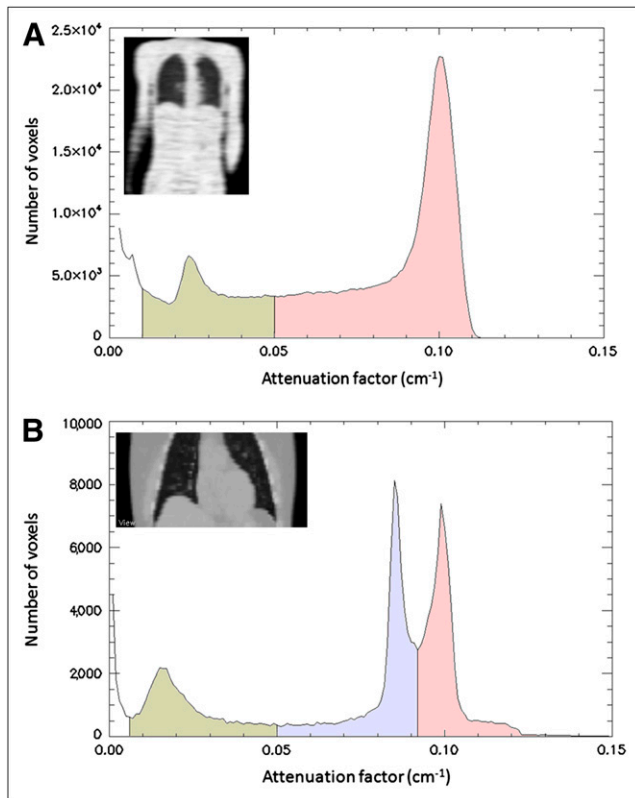 A
2.5×10⁴
2.0×10⁴
1.5×10⁴
1.0×10⁴
5.0×10³
0
Number of voxels
0.00 0.05 0.10 0.15
Attenuation factor (cm⁻¹)
B
10,000
8,000
6,000
4,000
2,000
0
Number of voxels
View
0.00 0.05 0.10 0.15
Attenuation factor (cm⁻¹)